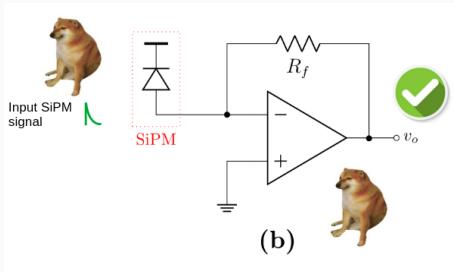 R_f
Input SiPM
signal
SiPM
−
+
v_o
(b)